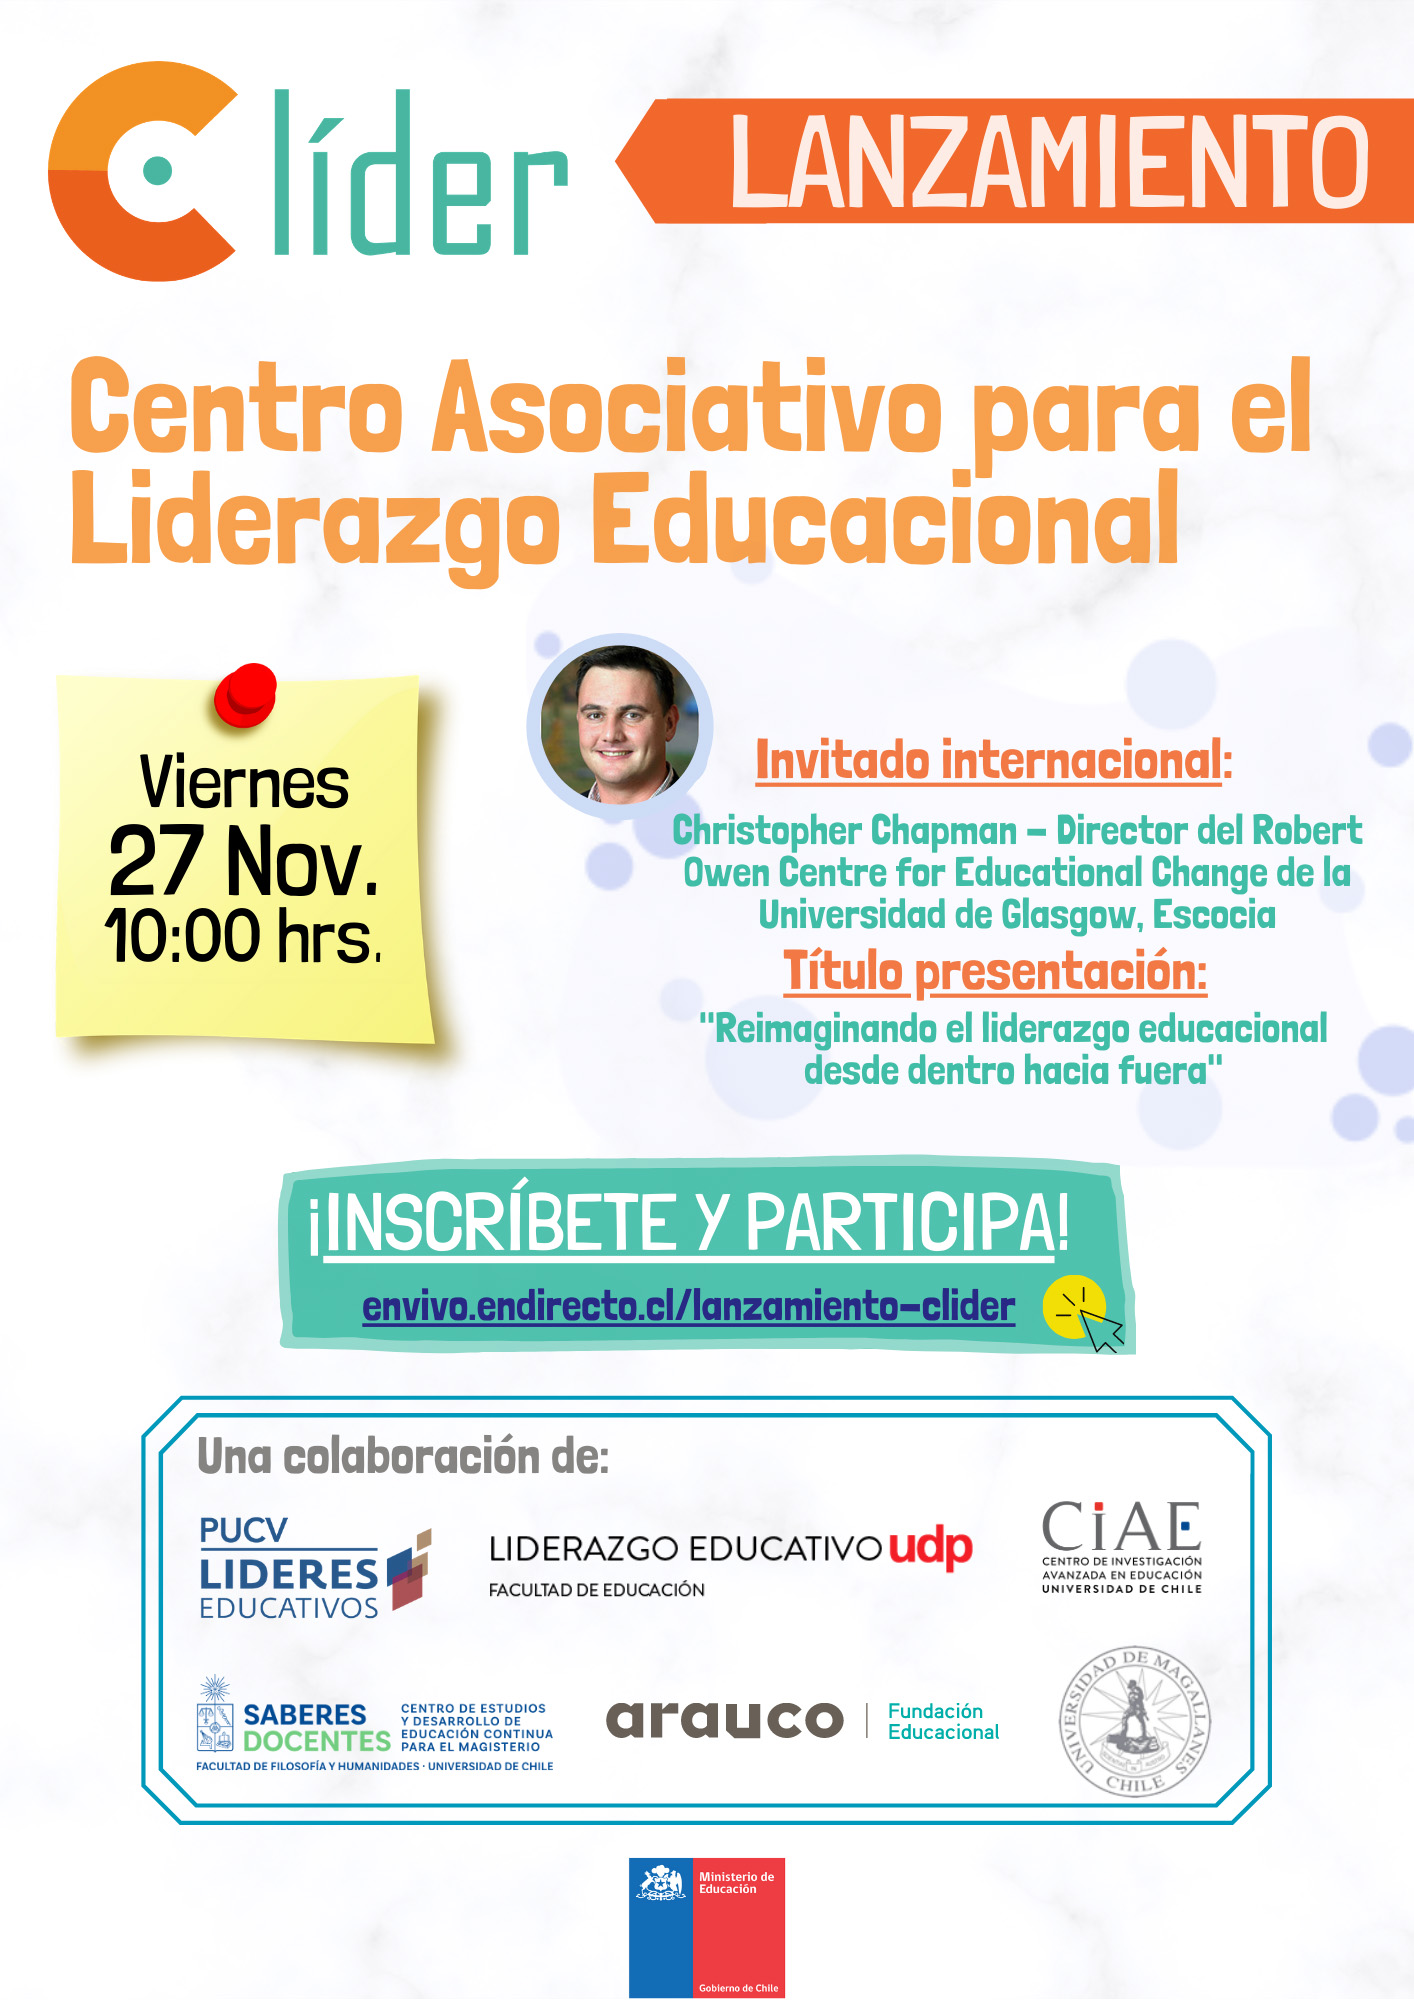 C líder
LANZAMIENTO
Centro Asociativo para el
Liderazgo Educacional
Viernes
27 Nov.
10:00 hrs.
Invitado internacional:
Christopher Chapman - Director del Robert
Owen Centre for Educational Change de la
Universidad de Glasgow, Escocia
Título presentación:
"Reimaginando el liderazgo educacional
desde dentro hacia fuera"
¡INSCRÍBETE Y PARTICIPA!
envivo.endirecto.cl/lanzamiento-clider
Una colaboración de:
PUCV
LIDERES
EDUCATIVOS
LIDERAZGO EDUCATIVO udp
FACULTAD DE EDUCACIÓN
CiAE
CENTRO DE INVESTIGACIÓN
AVANZADA EN EDUCACIÓN
UNIVERSIDAD DE CHILE
SABERES
DOCENTES
CENTRO DE ESTUDIOS
Y DESARROLLO DE
EDUCACIÓN CONTINUA
PARA EL MAGISTERIO
FACULTAD DE FILOSOFÍA Y HUMANIDADES · UNIVERSIDAD DE CHILE
arauco
Fundación
Educacional
UNIVERSIDAD DE MAGALLANES
CHILE
Ministerio de
Educación
Gobierno de Chile